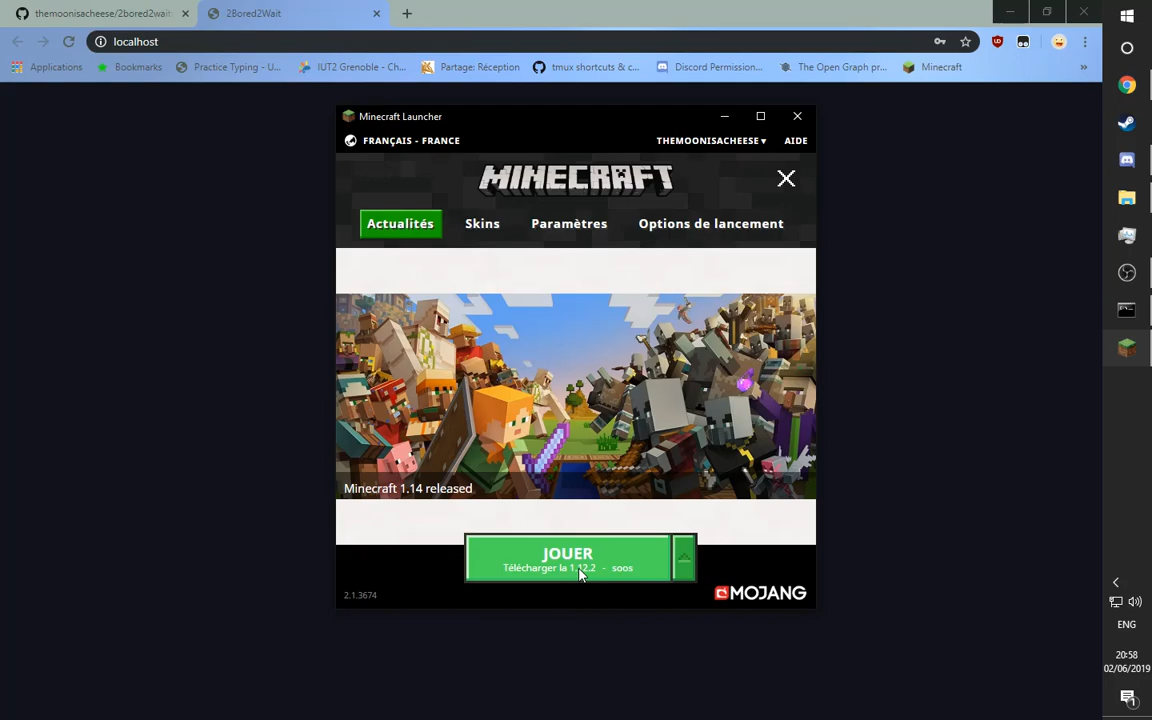 themoonisacheese/2bored2wait
2Bored2Wait
localhost
Applications
Bookmarks
Practice Typing - U...
IUT2 Grenoble - Ch...
Partage: Réception
tmux shortcuts & c...
Discord Permission...
The Open Graph pr...
Minecraft
»
Minecraft Launcher
FRANÇAIS - FRANCE
THEMOONISACHEESE
AIDE
MINECRAFT
Actualités
Skins
Paramètres
Options de lancement
Minecraft 1.14 released
JOUER
Télécharger la 1.12.2 - soos
2.1.3674
MOJANG
ENG
20:58
02/06/2019
1